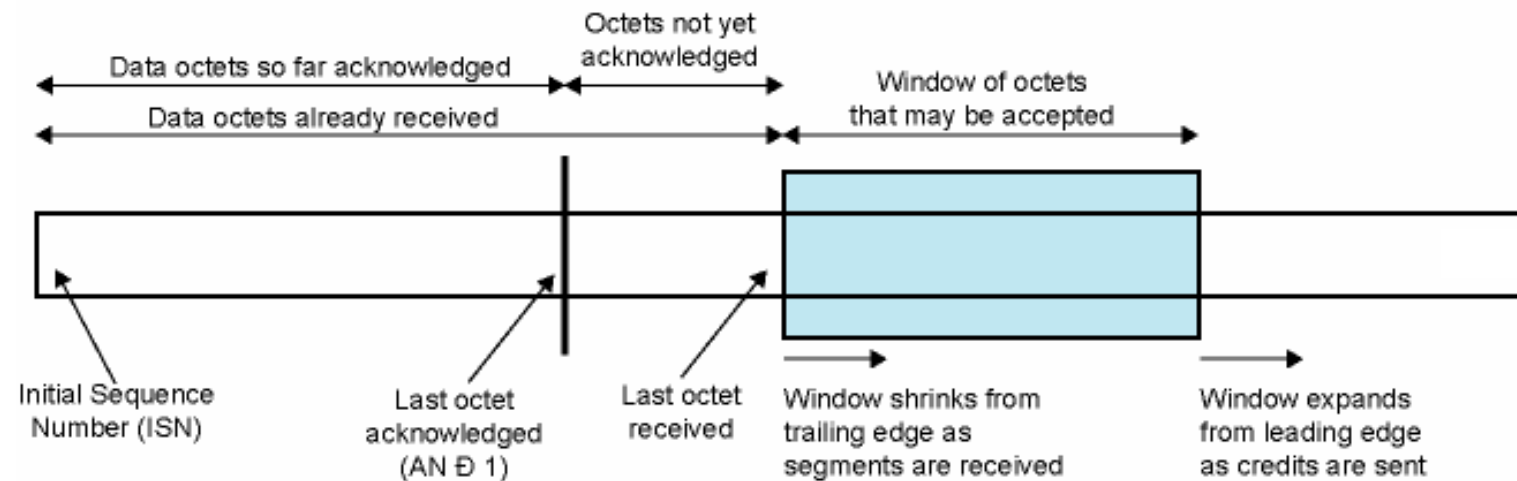 Octets not yet
acknowledged
Data octets so far acknowledged
Window of octets
that may be accepted
Data octets already received
Initial Sequence
Number (ISN)
Last octet
acknowledged
(AN Đ 1)
Last octet
received
Window shrinks from
trailing edge as
segments are received
Window expands
from leading edge
as credits are sent